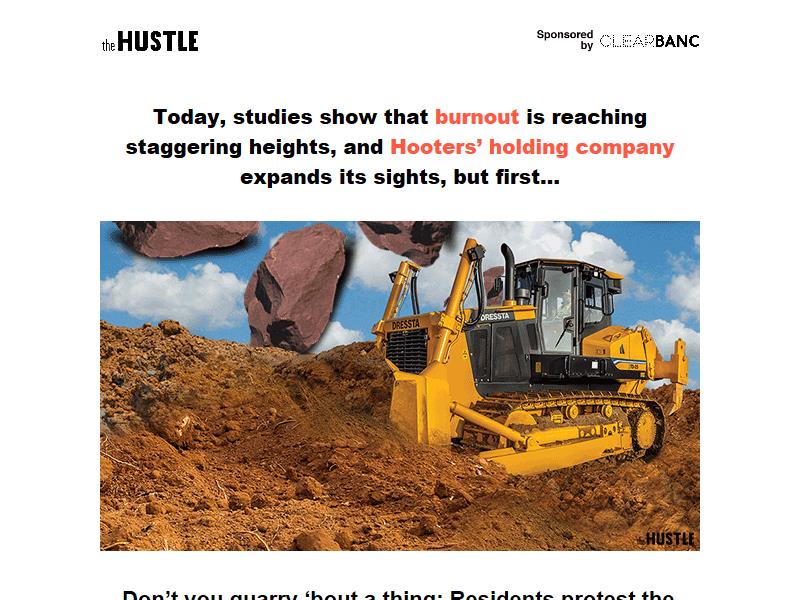 the HUSTLE
Sponsored
by CLEARBANC
Today, studies show that burnout is reaching
staggering heights, and Hooters’ holding company
expands its sights, but first...
DRESSTA
DRESSTA
HUSTLE
Don’t you quarry ‘bout a thing: Residents protest the